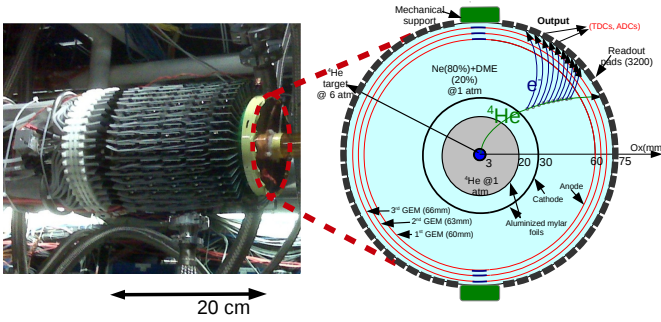 Mechanical
support
Output
(TDCs, ADCs)
Readout
pads (3200)
Ne(80%)+DME
(20%)
@1 atm
e⁻
⁴He
target
@ 6 atm
⁴He
Ox(mm
3
20
30
60
75
⁴He @1
atm
Anode
Cathode
Aluminized mylar
foils
3ʳᵈ GEM (66mm)
2ⁿᵈ GEM (63mm)
1ˢᵗ GEM (60mm)
20 cm